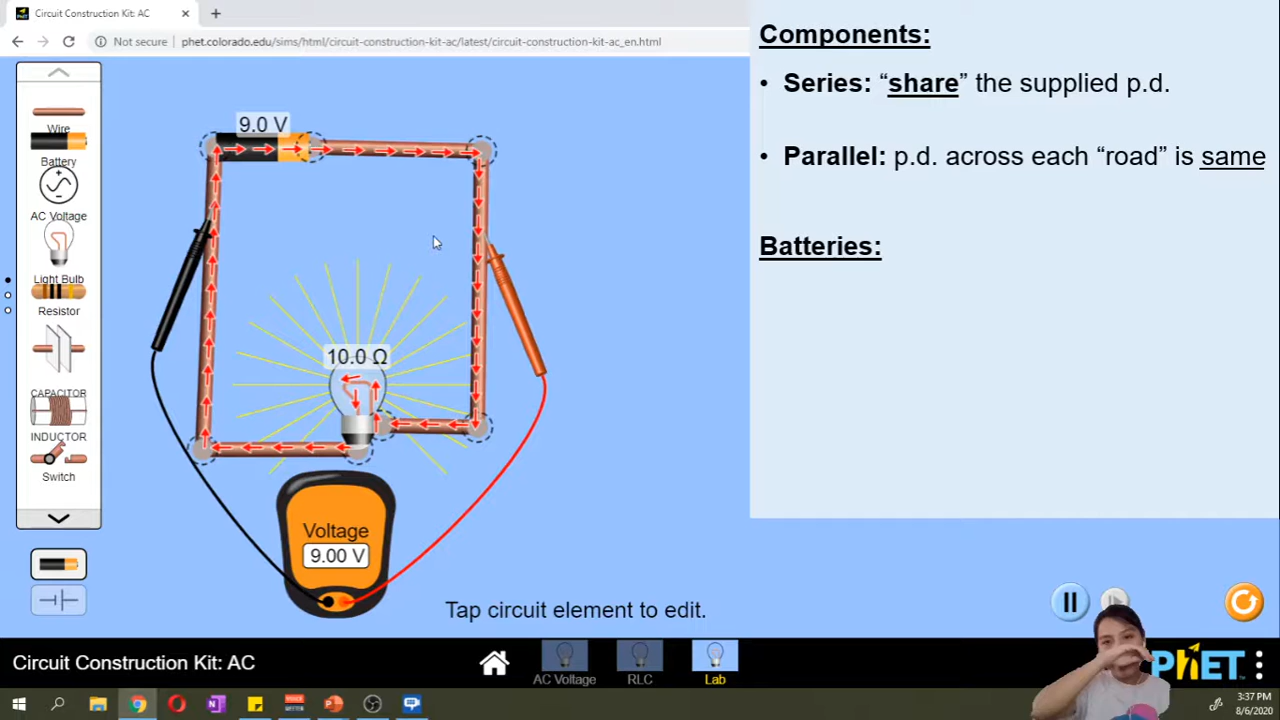 Circuit Construction Kit: AC
Not secure
phet.colorado.edu/sims/html/circuit-construction-kit-ac/latest/circuit-construction-kit-ac_en.html
Wire
Battery
AC Voltage
Light Bulb
Resistor
CAPACITOR
INDUCTOR
Switch
9.0 V
10.0 Ω
Voltage
9.00 V
Tap circuit element to edit.
Components:
• Series: “share” the supplied p.d.
• Parallel: p.d. across each “road” is same
Batteries:
Circuit Construction Kit: AC
AC Voltage
RLC
Lab
PhET
3:37 PM
8/6/2020